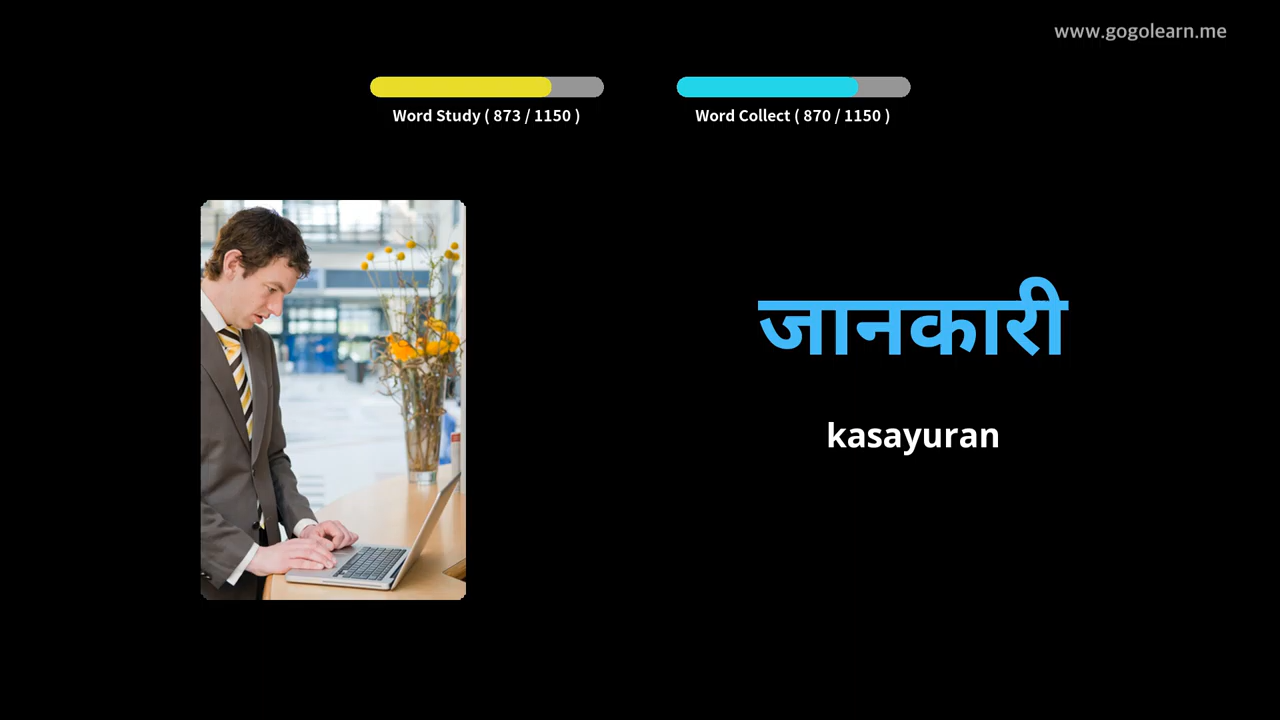 www.gogolearn.me
Word Study ( 873 / 1150 )
Word Collect ( 870 / 1150 )
जानकारी
kasayuran